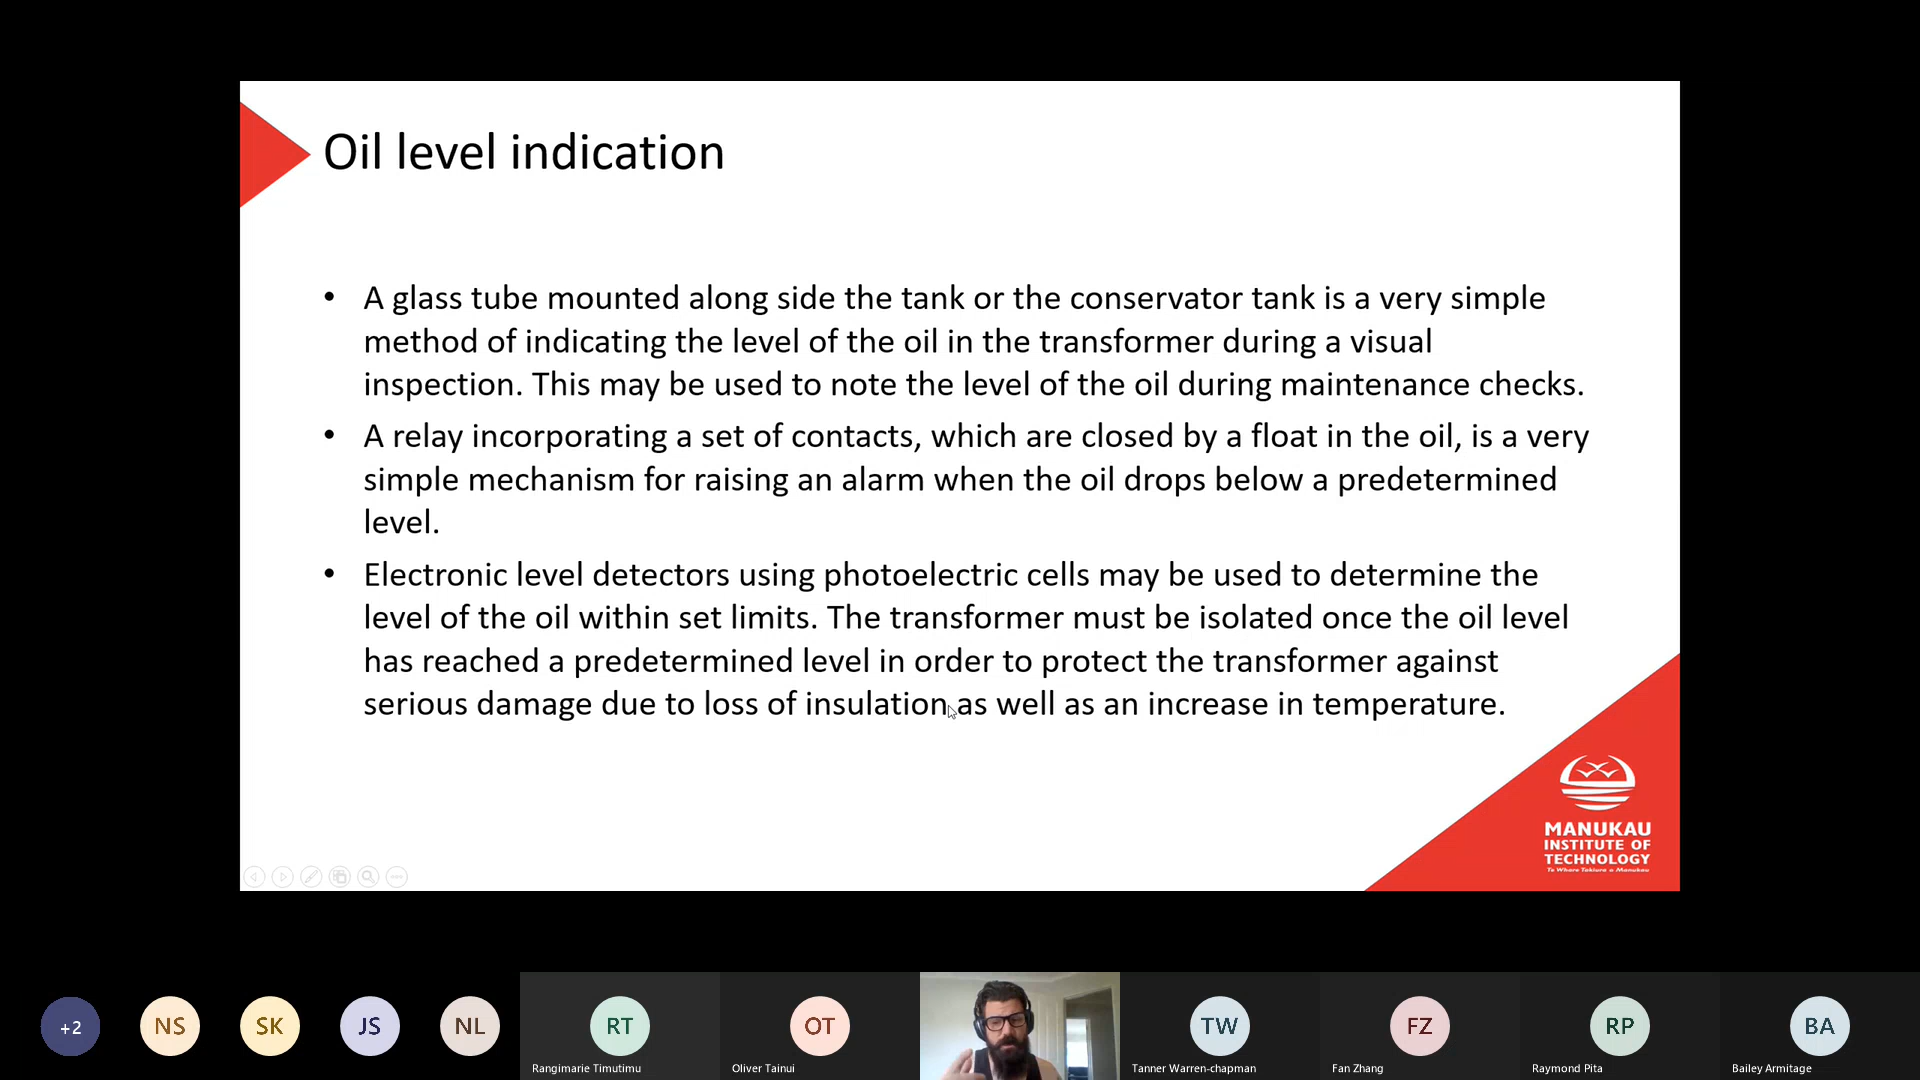 Oil level indication
• A glass tube mounted along side the tank or the conservator tank is a very simple
method of indicating the level of the oil in the transformer during a visual
inspection. This may be used to note the level of the oil during maintenance checks.
• A relay incorporating a set of contacts, which are closed by a float in the oil, is a very
simple mechanism for raising an alarm when the oil drops below a predetermined
level.
• Electronic level detectors using photoelectric cells may be used to determine the
level of the oil within set limits. The transformer must be isolated once the oil level
has reached a predetermined level in order to protect the transformer against
serious damage due to loss of insulation as well as an increase in temperature.
MANUKAU
INSTITUTE OF
TECHNOLOGY
Te Whare Takiura o Manukau
+2
NS
SK
JS
NL
RT
OT
TW
FZ
RP
BA
Rangimarie Timutimu
Oliver Tainui
Tanner Warren-chapman
Fan Zhang
Raymond Pita
Bailey Armitage